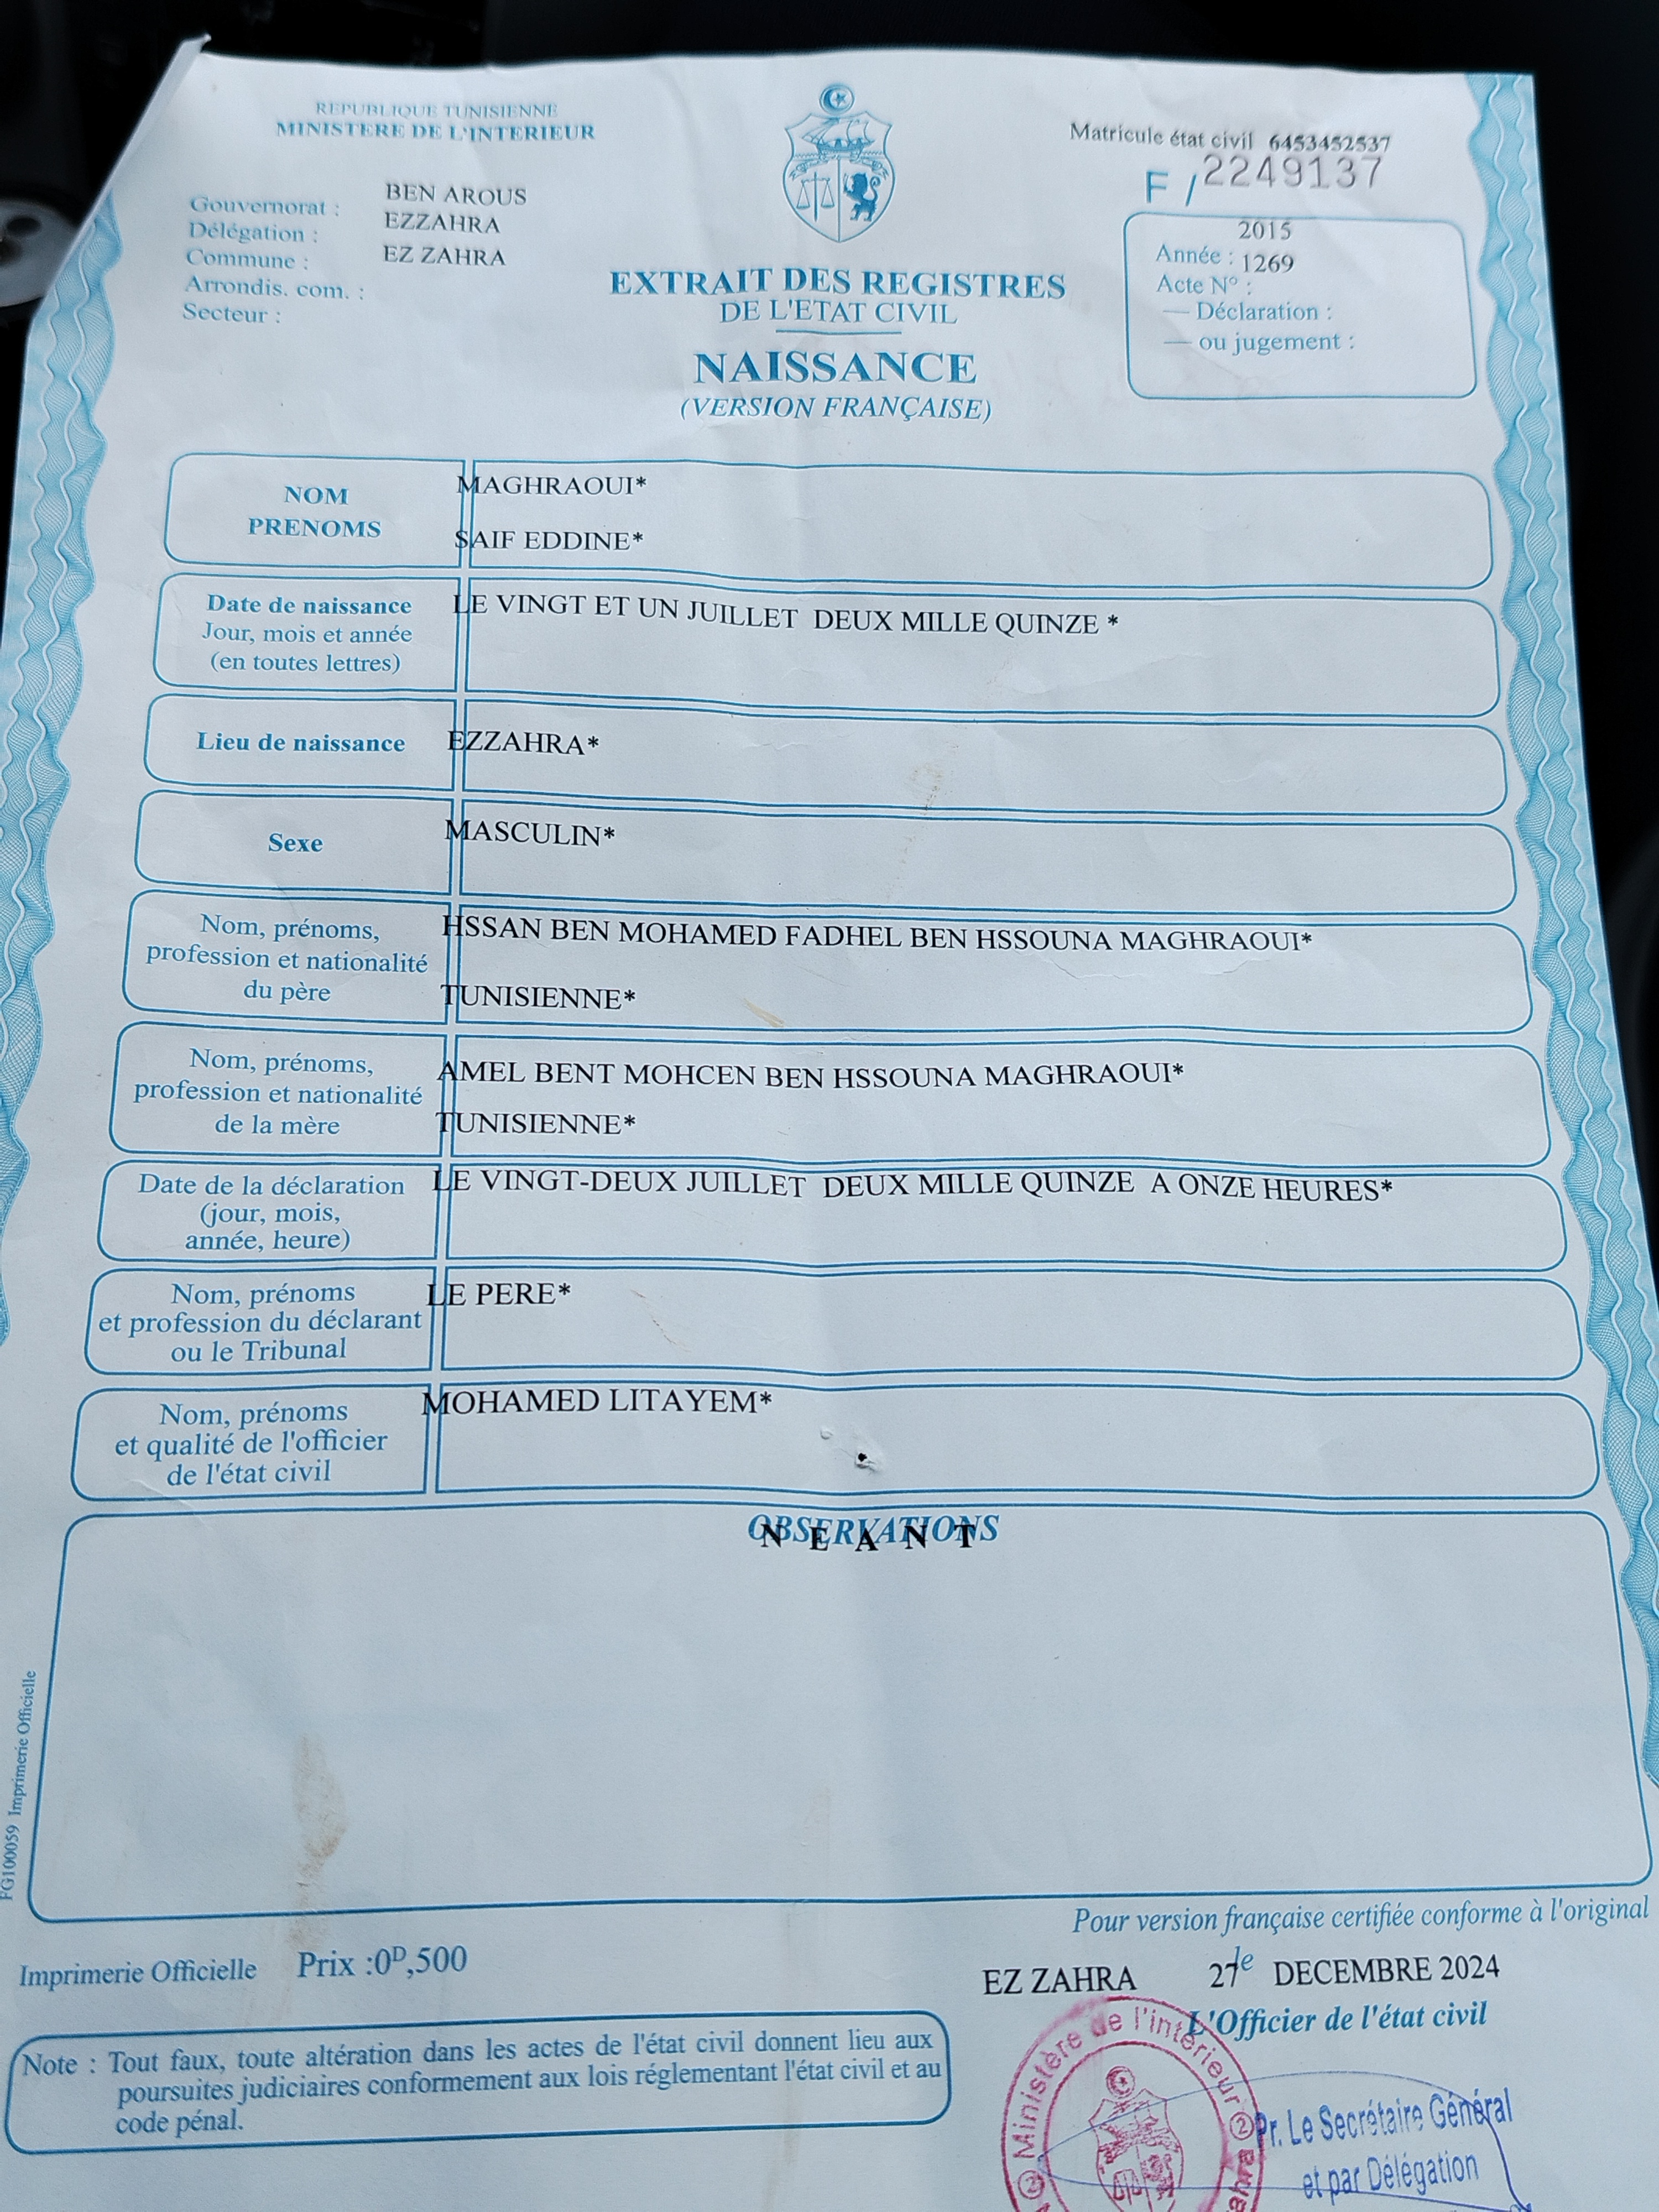 REPUBLIQUE TUNISIENNE
MINISTERE DE L'INTERIEUR
Matricule état civil 6453452537
F / 2249137
Gouvernorat : BEN AROUS
Délégation : EZZAHRA
Commune : EZ ZAHRA
Arrondis. com. :
Secteur :
2015
Année :
1269
Acte N° :
— Déclaration :
— ou jugement :
EXTRAIT DES REGISTRES
DE L'ETAT CIVIL
NAISSANCE
(VERSION FRANÇAISE)
NOM
PRENOMS
MAGHRAOUI*
SAIF EDDINE*
Date de naissance
Jour, mois et année
(en toutes lettres)
LE VINGT ET UN JUILLET DEUX MILLE QUINZE *
Lieu de naissance
EZZAHRA*
Sexe
MASCULIN*
Nom, prénoms,
profession et nationalité
du père
HSSAN BEN MOHAMED FADHEL BEN HSSOUNA MAGHRAOUI*
TUNISIENNE*
Nom, prénoms,
profession et nationalité
de la mère
AMEL BENT MOHCEN BEN HSSOUNA MAGHRAOUI*
TUNISIENNE*
Date de la déclaration
(jour, mois,
année, heure)
LE VINGT-DEUX JUILLET DEUX MILLE QUINZE A ONZE HEURES*
Nom, prénoms
et profession du déclarant
ou le Tribunal
LE PERE*
Nom, prénoms
et qualité de l'officier
de l'état civil
MOHAMED LITAYEM*
OBSERVATIONS
N E A N T
FG100059 Imprimerie Officielle
Pour version française certifiée conforme à l'original
Imprimerie Officielle Prix :0D,500
EZ ZAHRA le 27 DECEMBRE 2024
L'Officier de l'état civil
Note : Tout faux, toute altération dans les actes de l'état civil donnent lieu aux
poursuites judiciaires conformement aux lois réglementant l'état civil et au
code pénal.
Ministère de l'intérieur
Pr. Le Secrétaire Général
et par Délégation